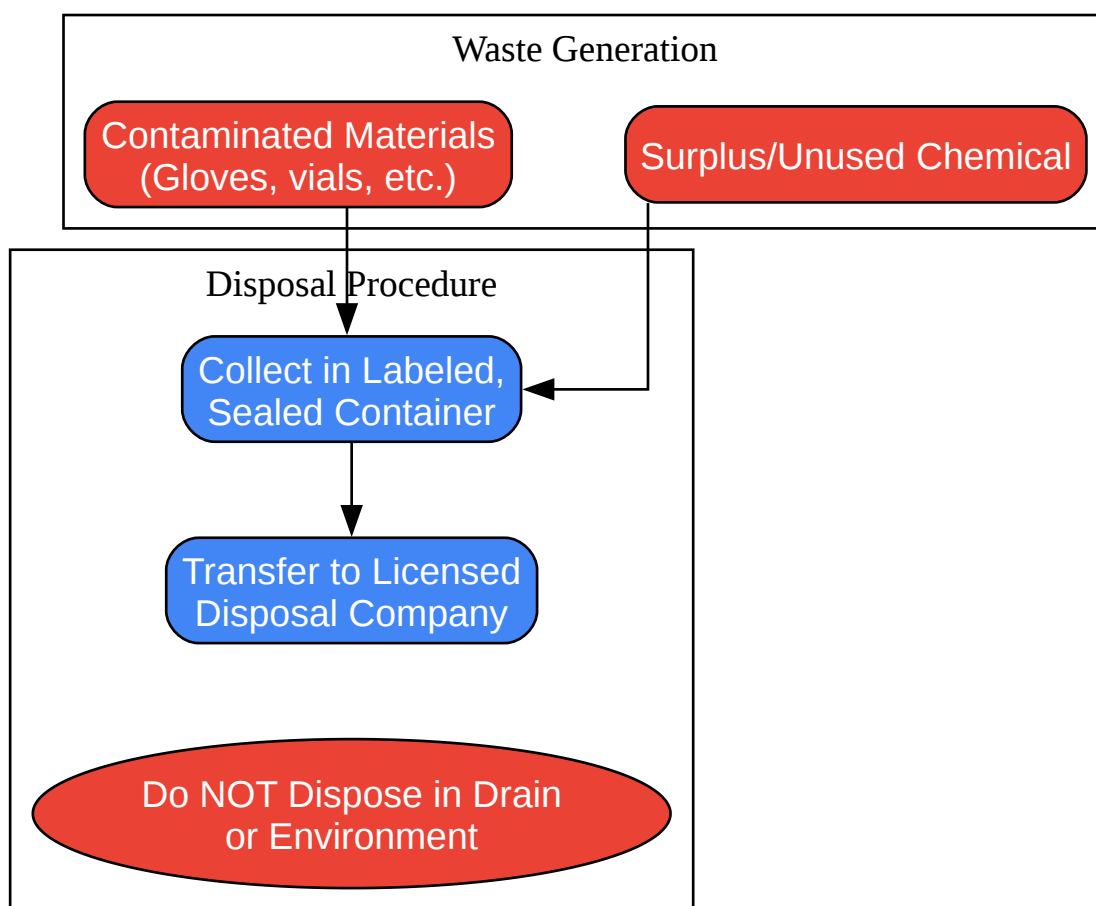 Waste Generation
Contaminated Materials
(Gloves, vials, etc.)
Surplus/Unused Chemical
Disposal Procedure
Collect in Labeled,
Sealed Container
Transfer to Licensed
Disposal Company
Do NOT Dispose in Drain
or Environment